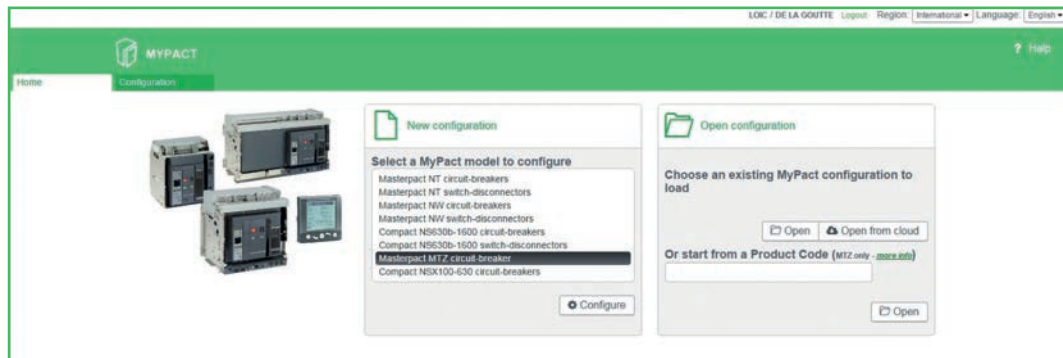 LOIC / DE LA GOUTTE Logout Region: International Language: English
MYPACT
? Help
Home Configuration
New configuration
Select a MyPact model to configure
Masterpact NT circuit-breakers
Masterpact NT switch-disconnectors
Masterpact NW circuit-breakers
Masterpact NW switch-disconnectors
Compact NS630b-1600 circuit-breakers
Compact NS630b-1600 switch-disconnectors
Masterpact MTZ circuit-breaker
Compact NSX100-630 circuit-breakers
Configure
Open configuration
Choose an existing MyPact configuration to
load
Open Open from cloud
Or start from a Product Code (MTZ only - more info)
Open